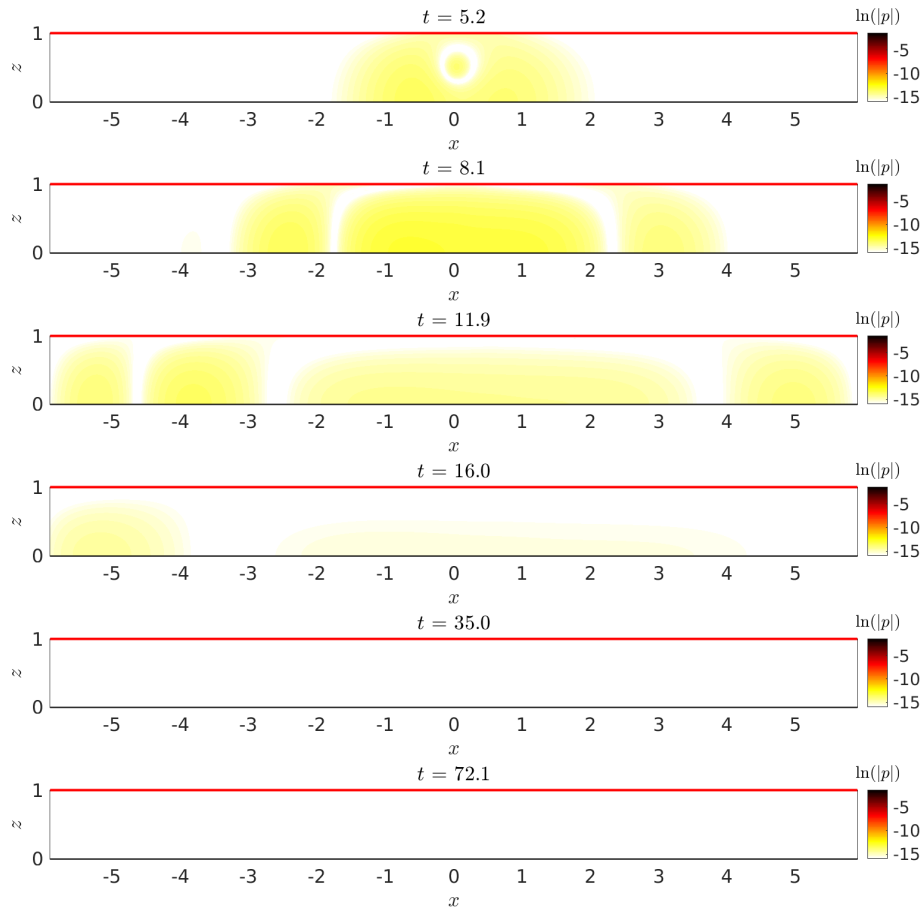 t = 5.2
ln(|p|)
1
z
0
-5 -4 -3 -2 -1 0 1 2 3 4 5
x
-5
-10
-15
t = 8.1
ln(|p|)
1
z
0
-5 -4 -3 -2 -1 0 1 2 3 4 5
x
-5
-10
-15
t = 11.9
ln(|p|)
1
z
0
-5 -4 -3 -2 -1 0 1 2 3 4 5
x
-5
-10
-15
t = 16.0
ln(|p|)
1
z
0
-5 -4 -3 -2 -1 0 1 2 3 4 5
x
-5
-10
-15
t = 35.0
ln(|p|)
1
z
0
-5 -4 -3 -2 -1 0 1 2 3 4 5
x
-5
-10
-15
t = 72.1
ln(|p|)
1
z
0
-5 -4 -3 -2 -1 0 1 2 3 4 5
x
-5
-10
-15